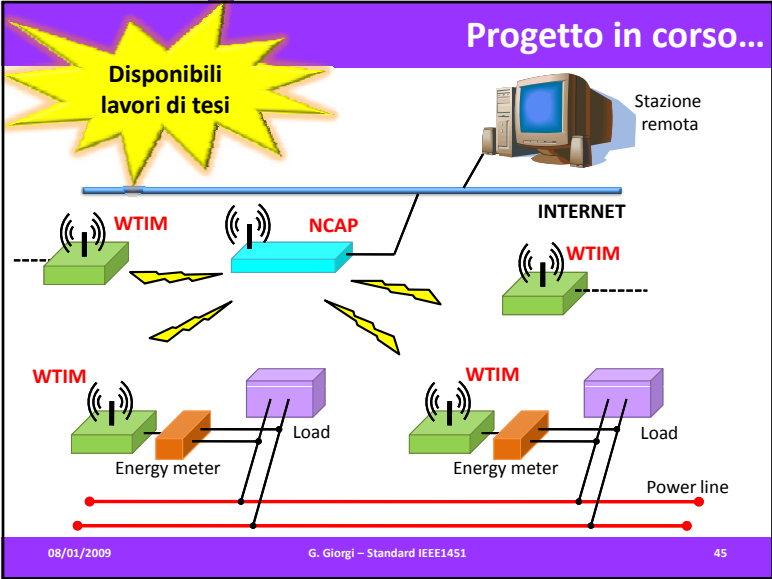 Progetto in corso...
Disponibili
lavori di tesi
Stazione
remota
INTERNET
WTIM
NCAP
WTIM
WTIM
Load
Energy meter
WTIM
Load
Energy meter
Power line
08/01/2009
G. Giorgi – Standard IEEE1451
45